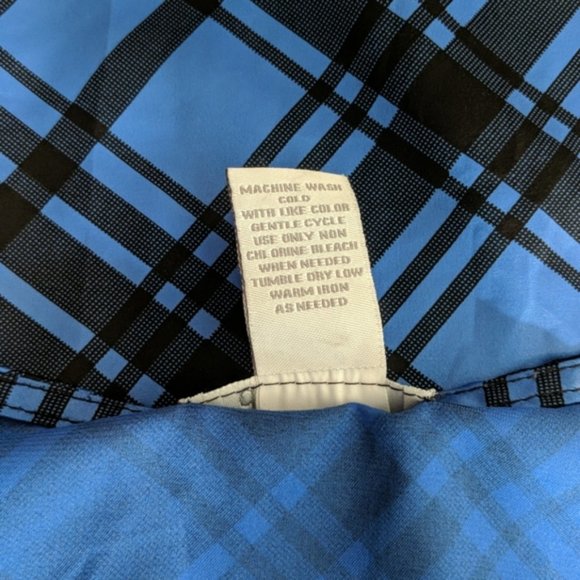 MACHINE WASH
COLD
WITH LIKE COLOR
GENTLE CYCLE
USE ONLY NON
CHLORINE BLEACH
WHEN NEEDED
TUMBLE DRY LOW
WARM IRON
AS NEEDED